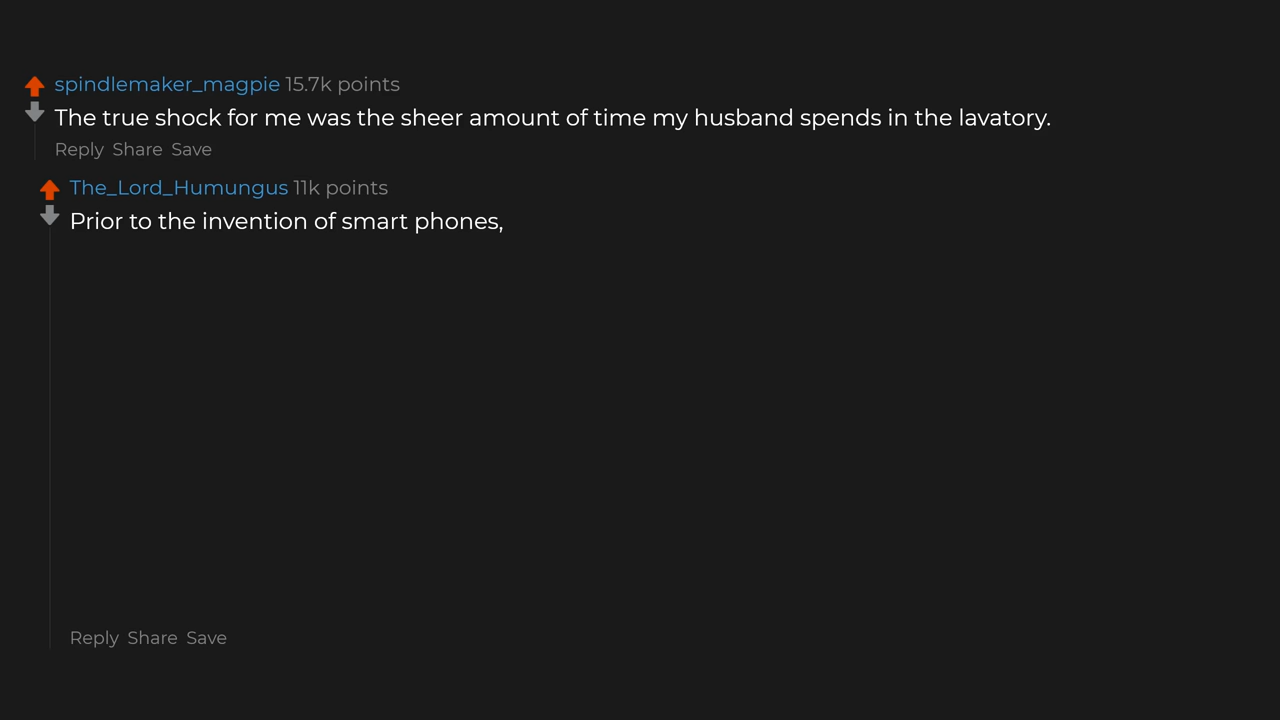 spindlemaker_magpie 15.7k points
The true shock for me was the sheer amount of time my husband spends in the lavatory.
Reply Share Save
The_Lord_Humungus 11k points
Prior to the invention of smart phones,
Reply Share Save